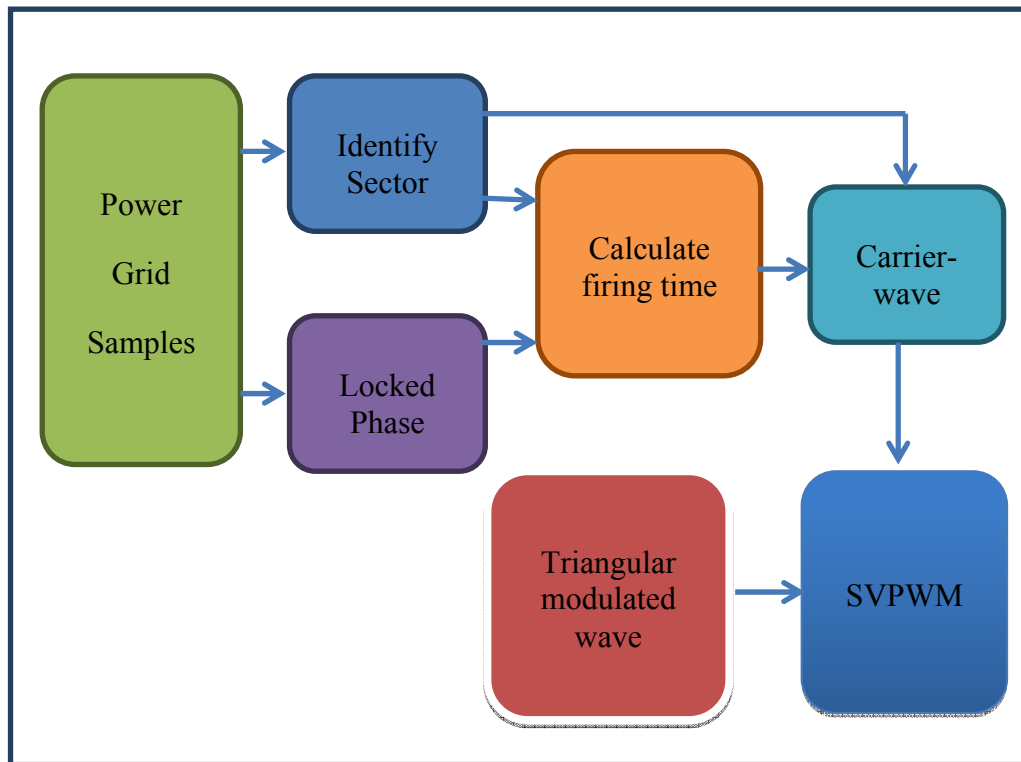 Power
Grid
Samples
Identify
Sector
Locked
Phase
Calculate
firing time
Carrier-
wave
Triangular
modulated
wave
SVPWM